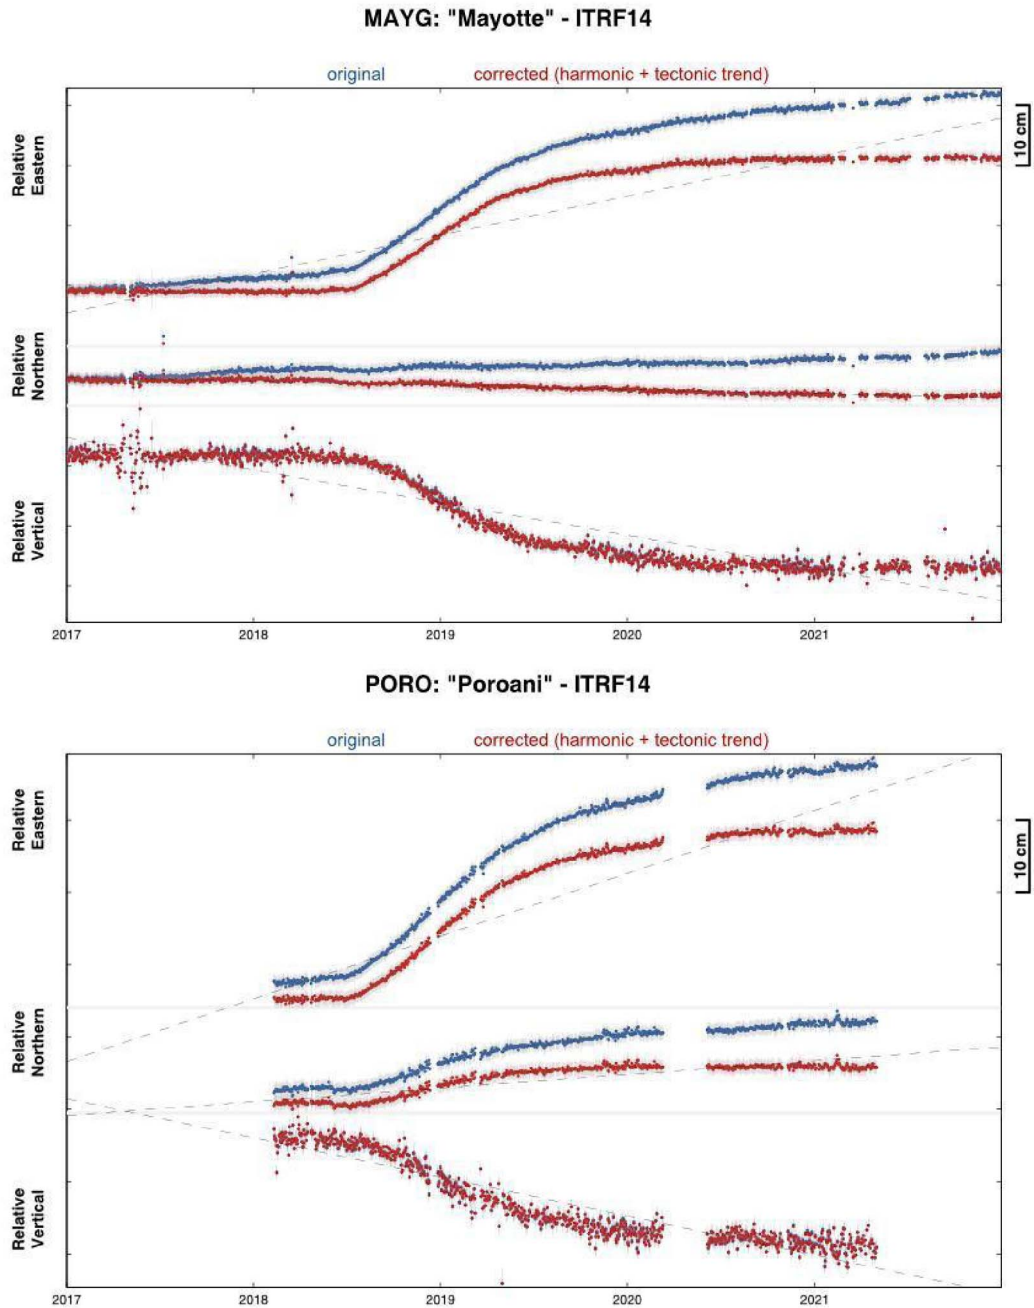 MAYG: "Mayotte" - ITRF14
original corrected (harmonic + tectonic trend)
Relative
Eastern
10 cm
Relative
Northern
Relative
Vertical
2017 2018 2019 2020 2021
PORO: "Poroani" - ITRF14
original corrected (harmonic + tectonic trend)
Relative
Eastern
10 cm
Relative
Northern
Relative
Vertical
2017 2018 2019 2020 2021